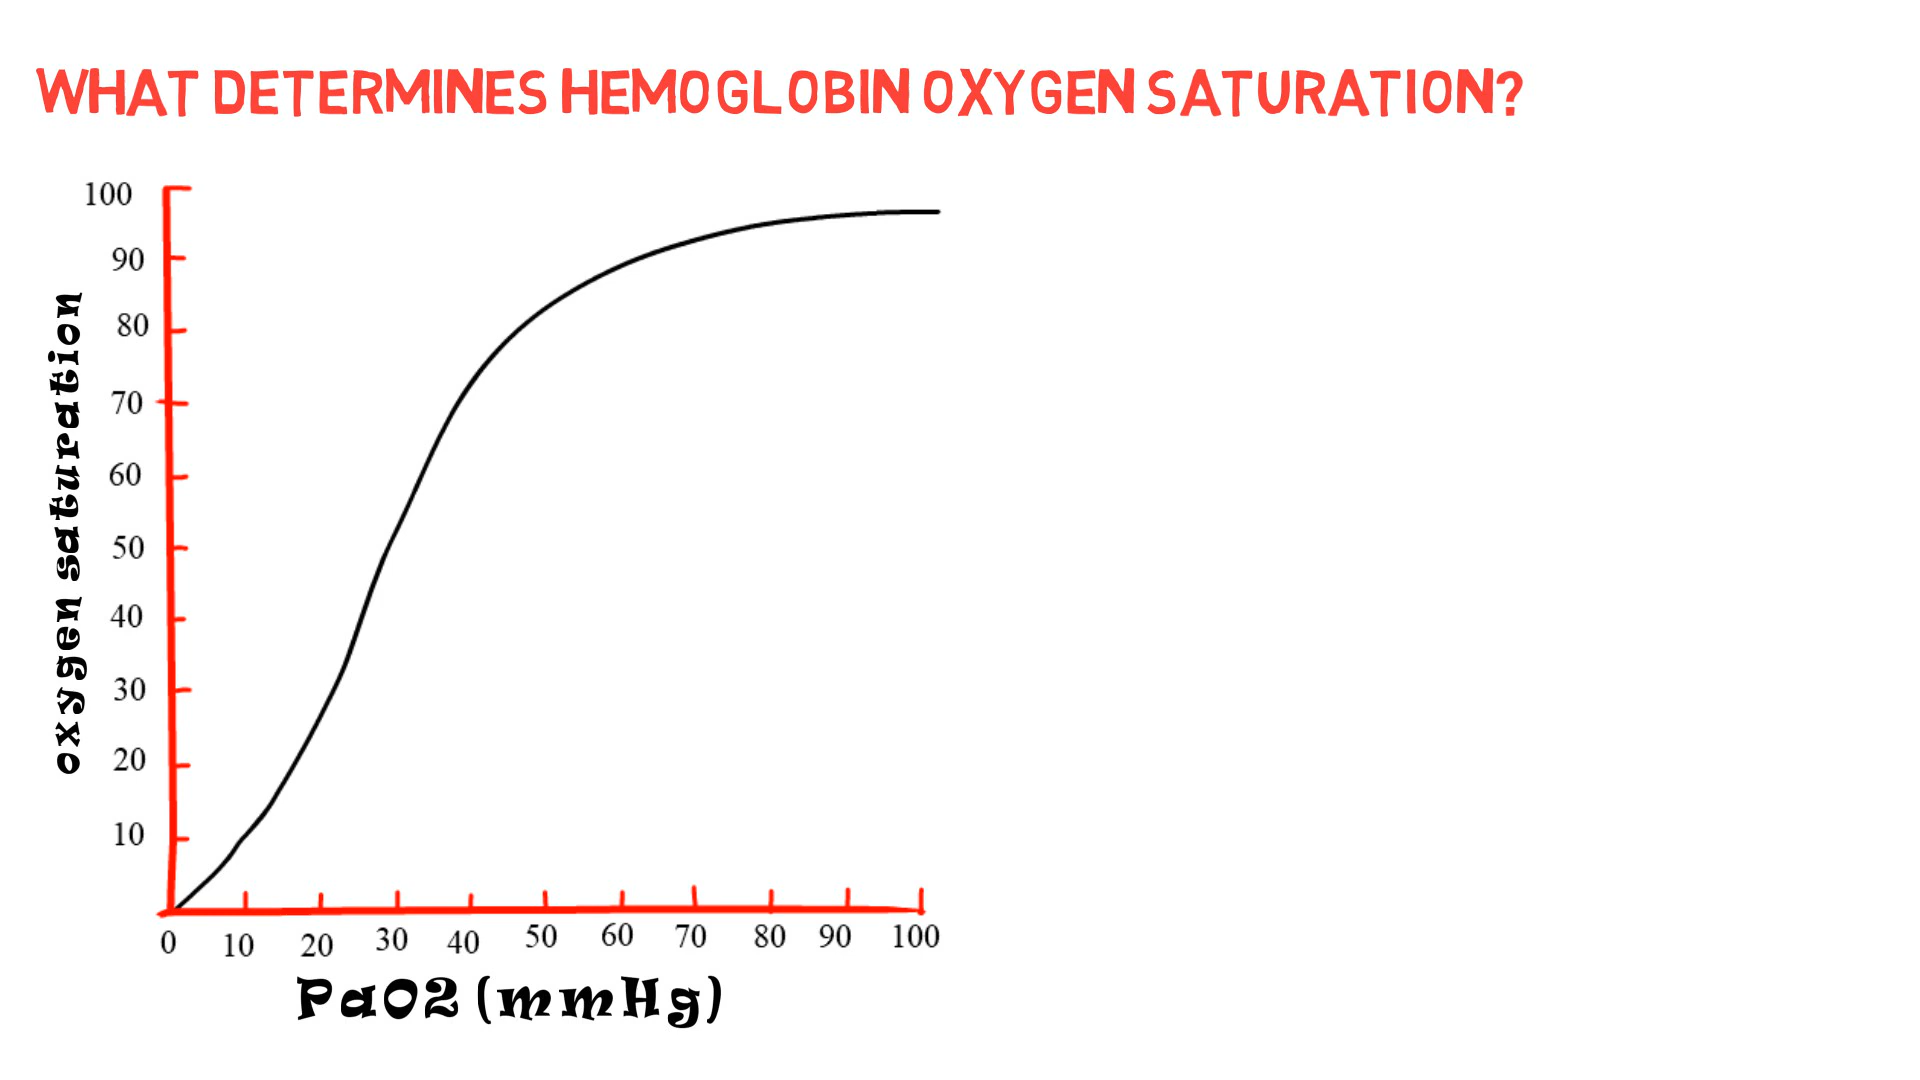 WHAT DETERMINES HEMOGLOBIN OXYGEN SATURATION?
100
90
80
70
60
50
40
30
20
10
oxygen saturation
0 10 20 30 40 50 60 70 80 90 100
PaO2 (mmHg)